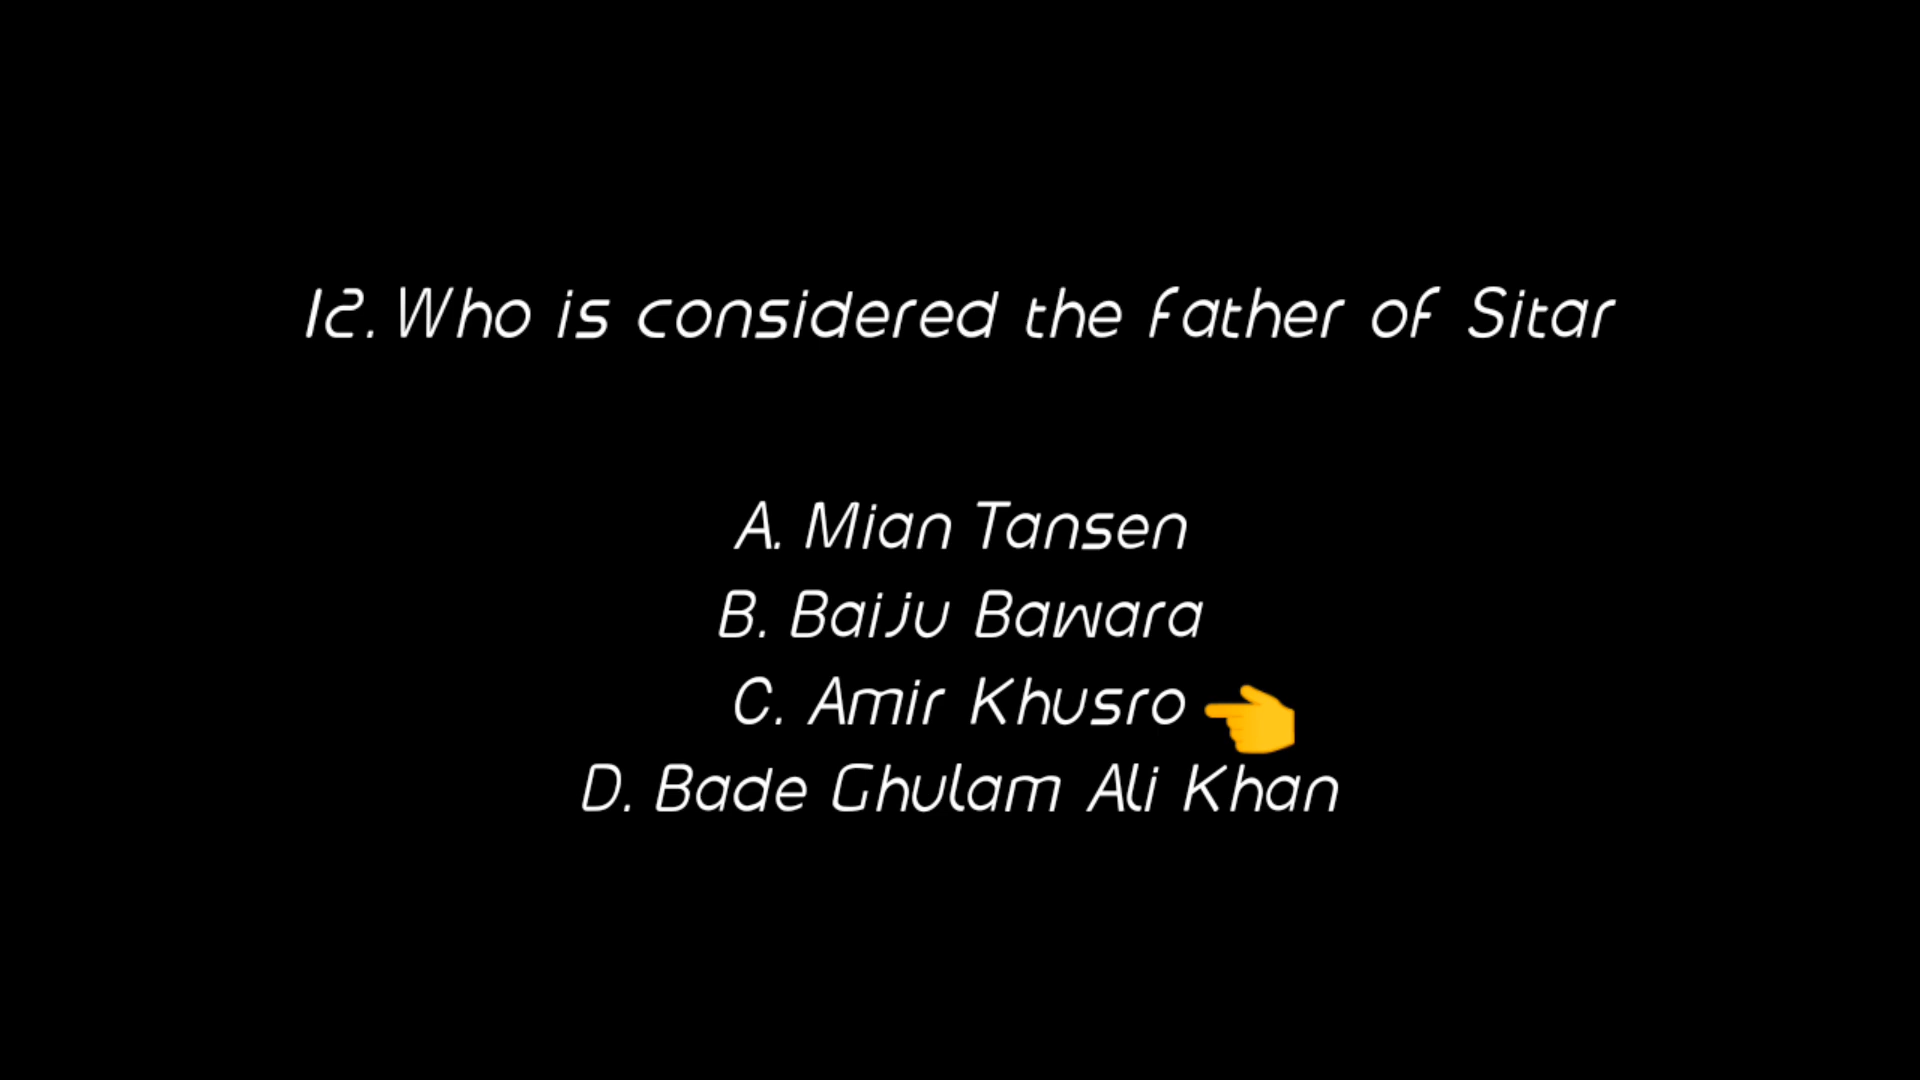 12. Who is considered the father of Sitar
A. Mian Tansen
B. Baiju Bawara
C. Amir Khusro 👈
D. Bade Ghulam Ali Khan